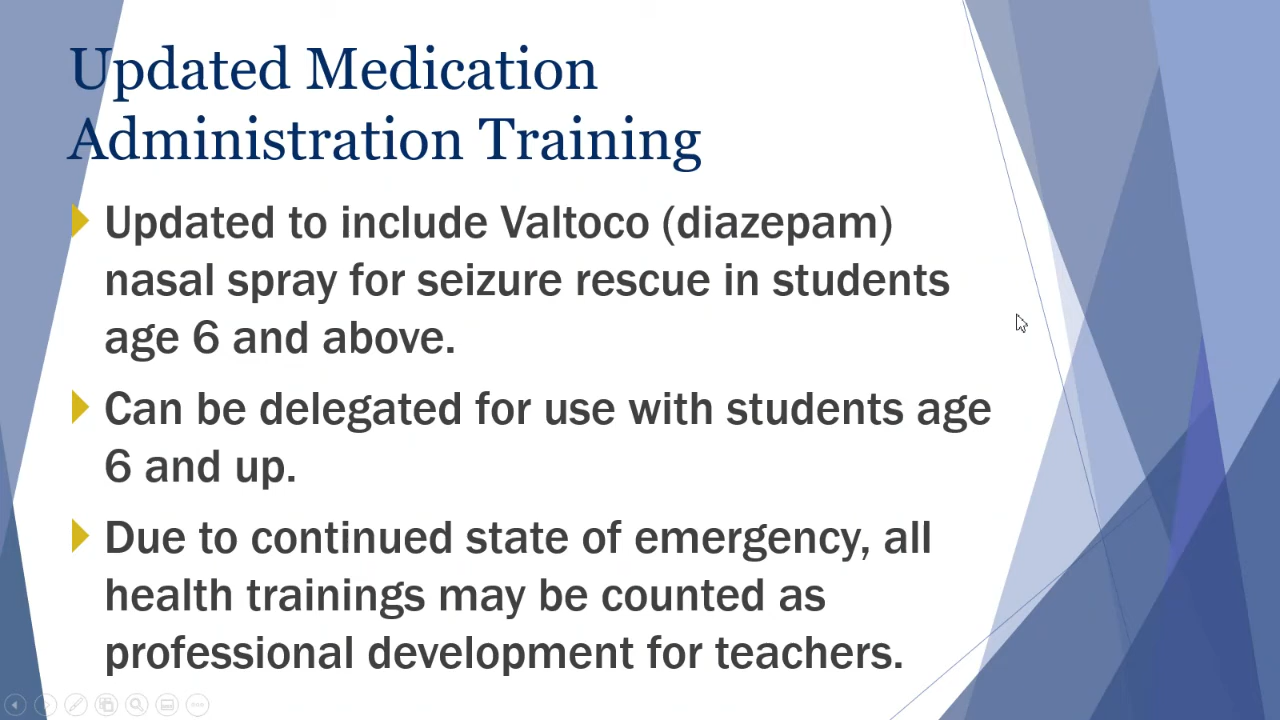 Updated Medication
Administration Training
Updated to include Valtoco (diazepam)
nasal spray for seizure rescue in students
age 6 and above.
Can be delegated for use with students age
6 and up.
Due to continued state of emergency, all
health trainings may be counted as
professional development for teachers.